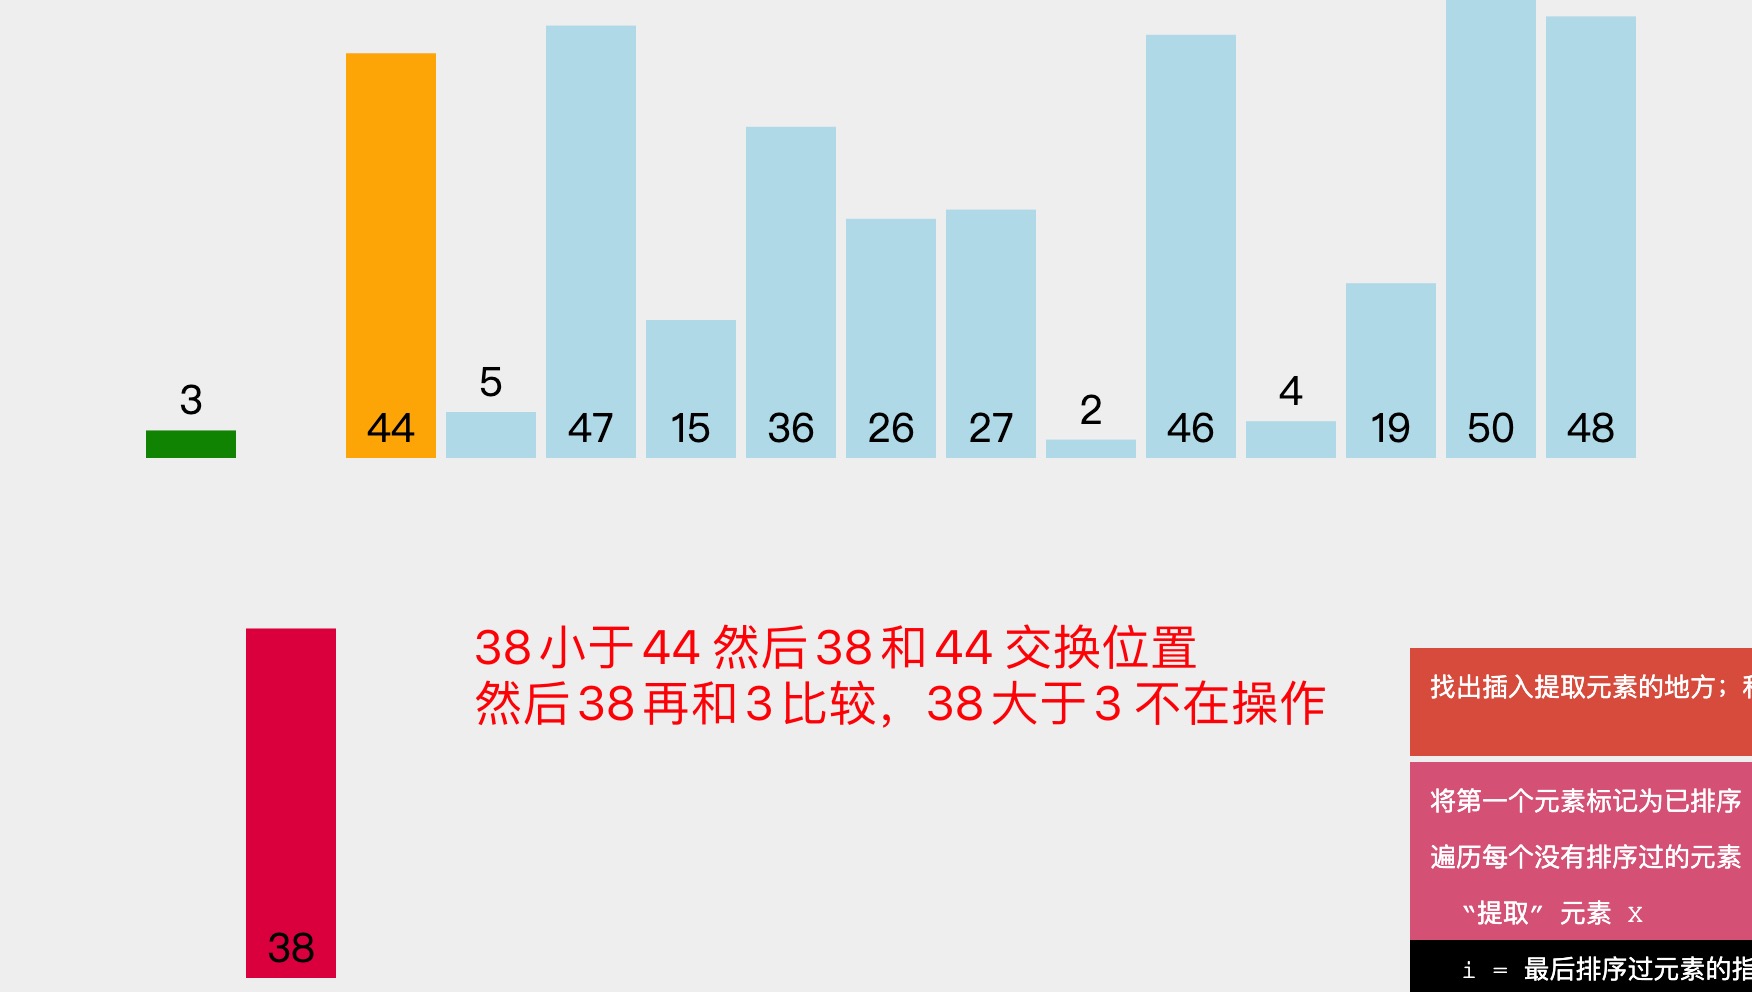 3
44
5
47
15
36
26
27
2
46
4
19
50
48
38
38小于44 然后38和44 交换位置
然后38再和3比较，38大于3 不在操作
找出插入提取元素的地方；
将第一个元素标记为已排序
遍历每个没有排序过的元素
“提取” 元素 x
i = 最后排序过元素的指